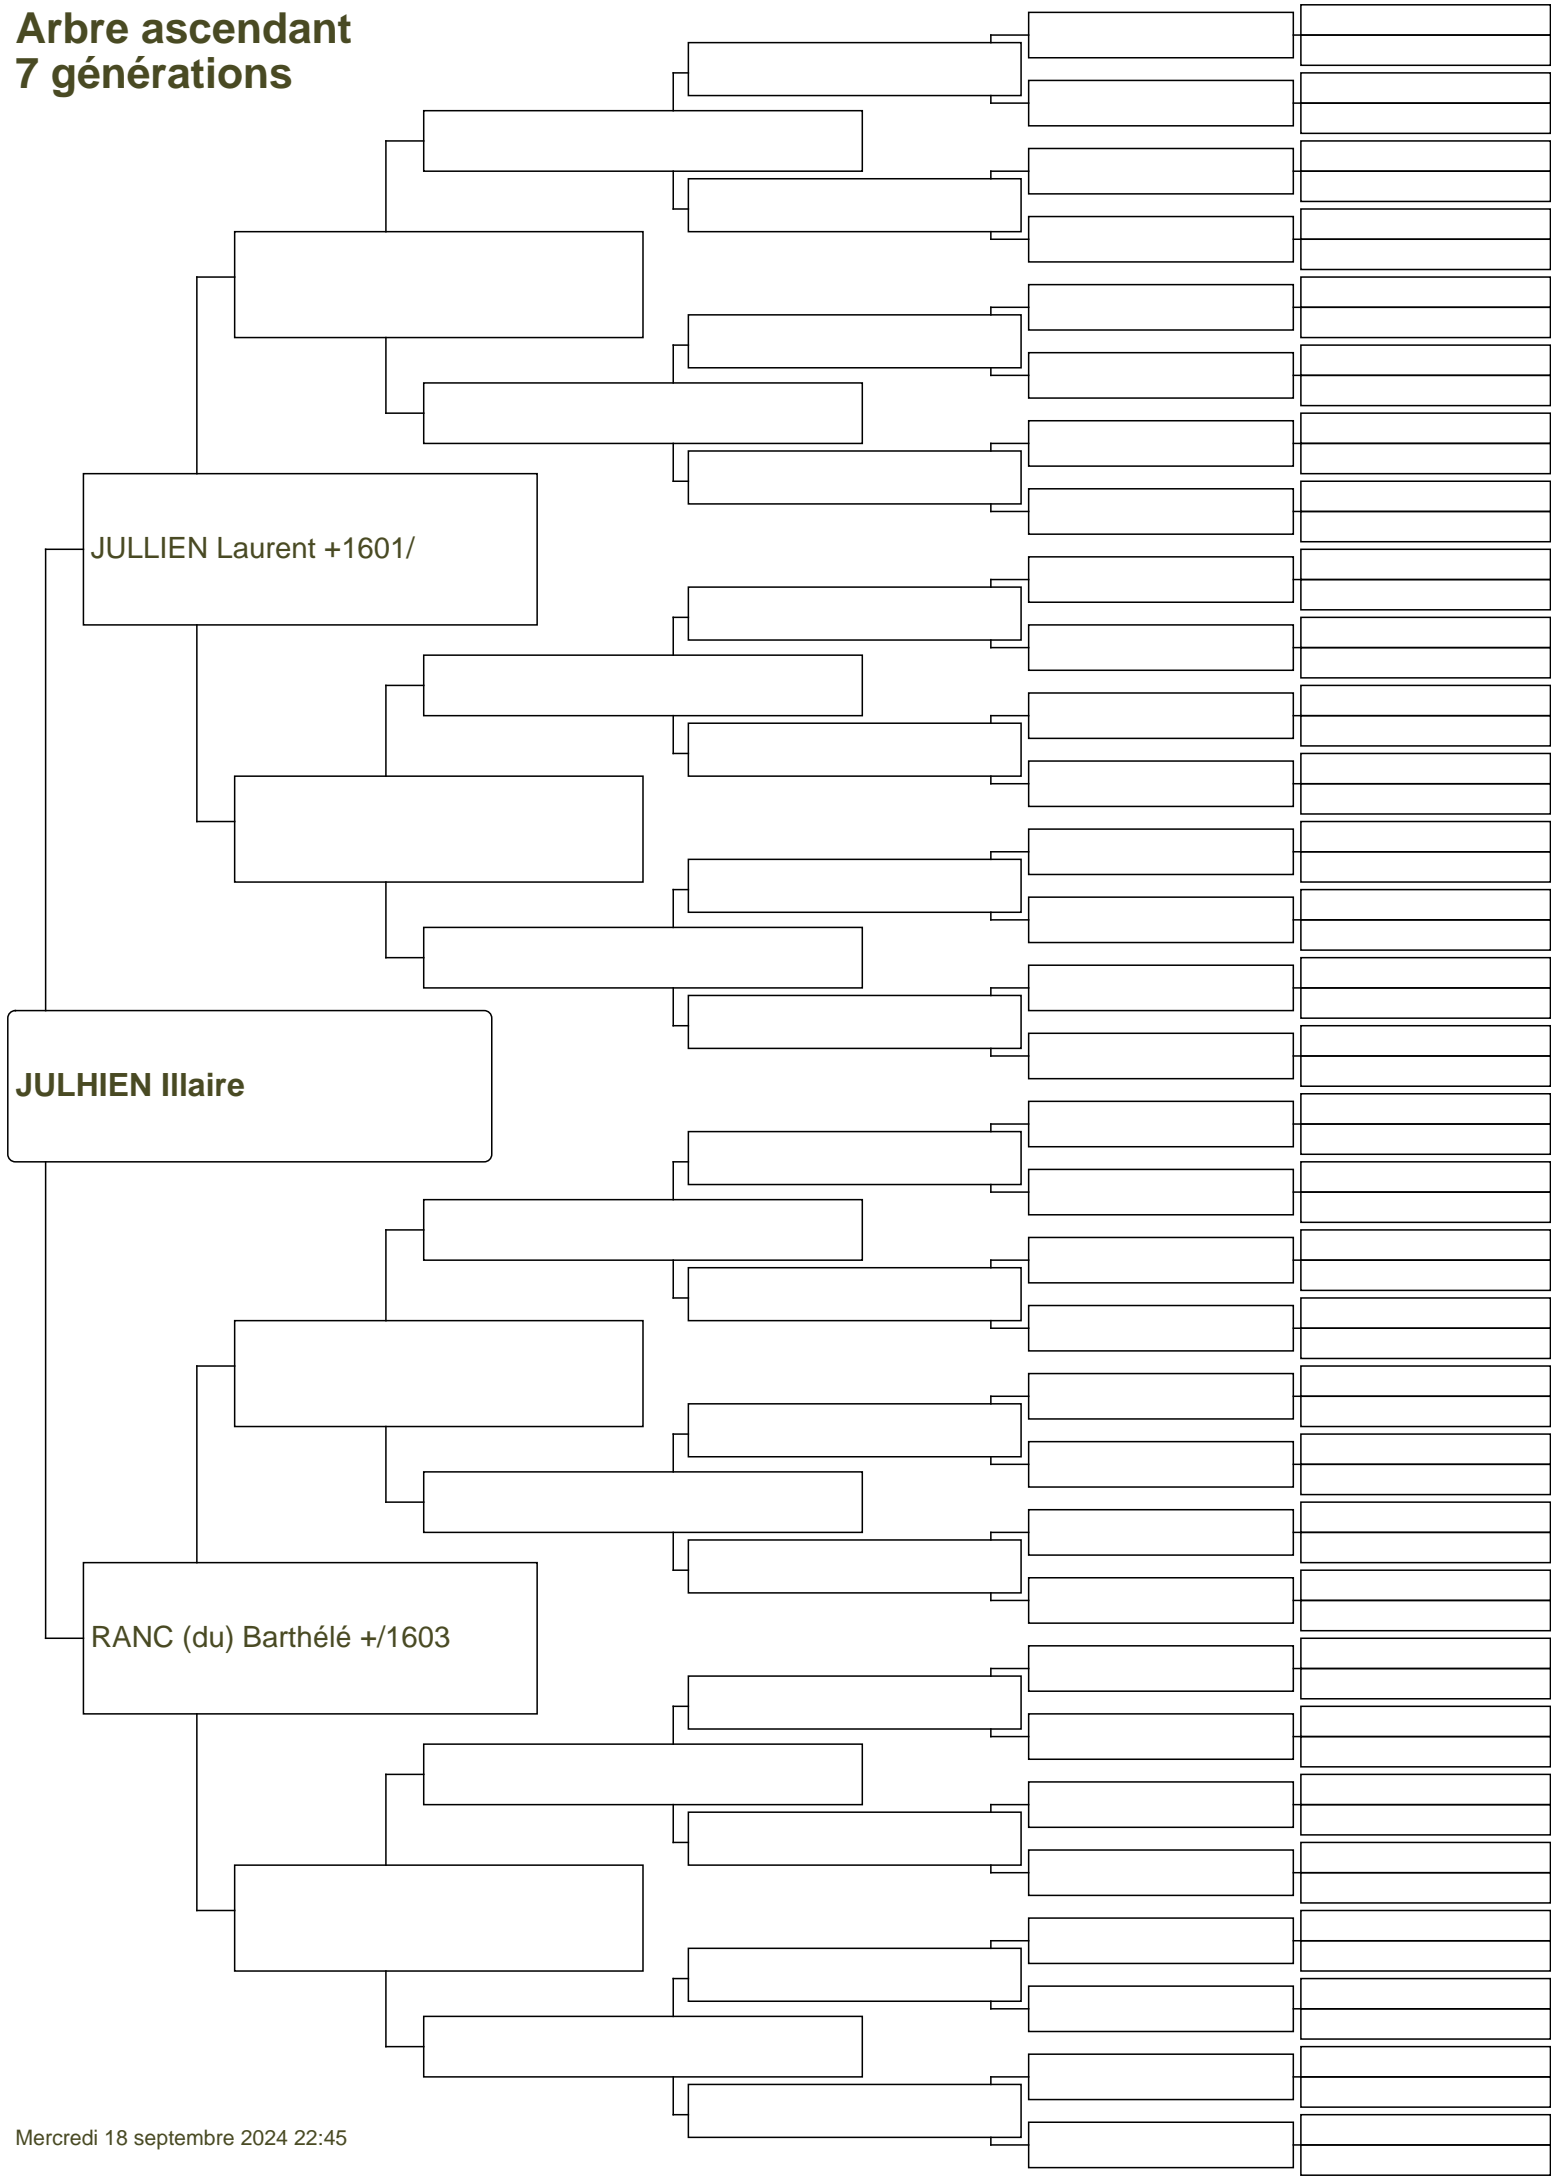 Arbre ascendant
7 générations
JULLIEN Laurent +1601/
JULHIEN Illaire
RANC (du) Barthélé +/1603
Mercredi 18 septembre 2024 22:45